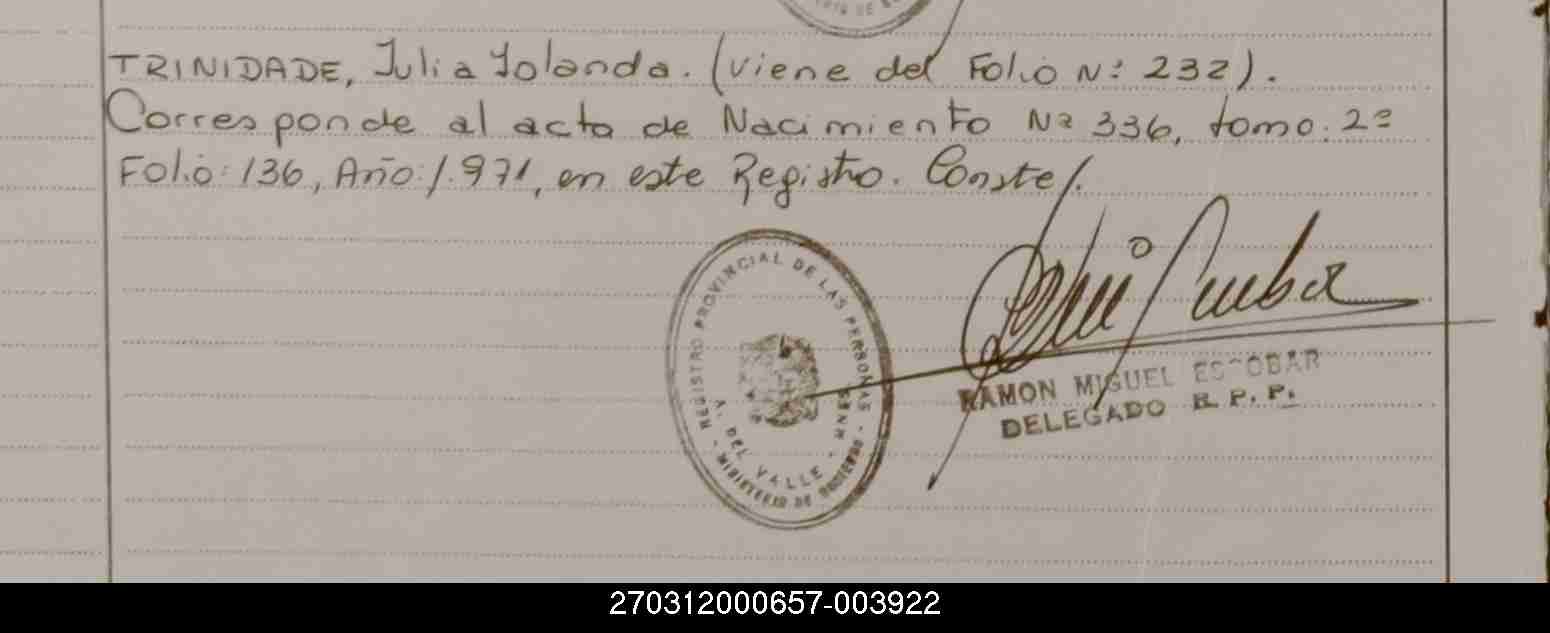 TRINIDADE, Julia Yolanda. (viene del Folio N: 232).
Corresponde al acta de Nacimiento Nº 336, tomo: 2º
Folio: 136, Año: 1.971, en este Registro. Conste/.
REGISTRO PROVINCIAL DE LAS PERSONAS
MINISTERIO DE GOBIERNO
V. DEL VALLE
RAMON MIGUEL ESCOBAR
DELEGADO R. P. P.
270312000657-003922